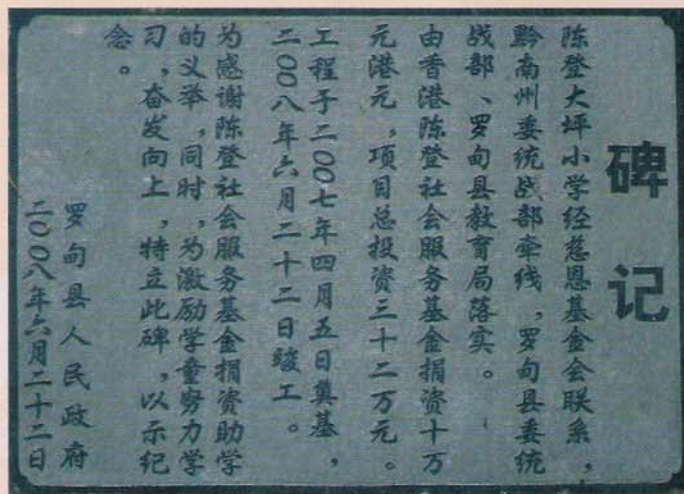 碑记
陈登大坪小学经慈恩基金会联系，
黔南州委统战部牵线，罗甸县委统
战部、罗甸县教育局落实。
由香港陈登社会服务基金捐资十万
元港元，项目总投资三十二万元。
工程于二〇〇七年四月五日奠基，
二〇〇八年六月二十二日竣工。
为感谢陈登社会服务基金捐资助学
的义举，同时，为激励学童努力学
习，奋发向上，特立此碑，以示纪
念。
罗甸县人民政府
二〇〇八年六月二十二日